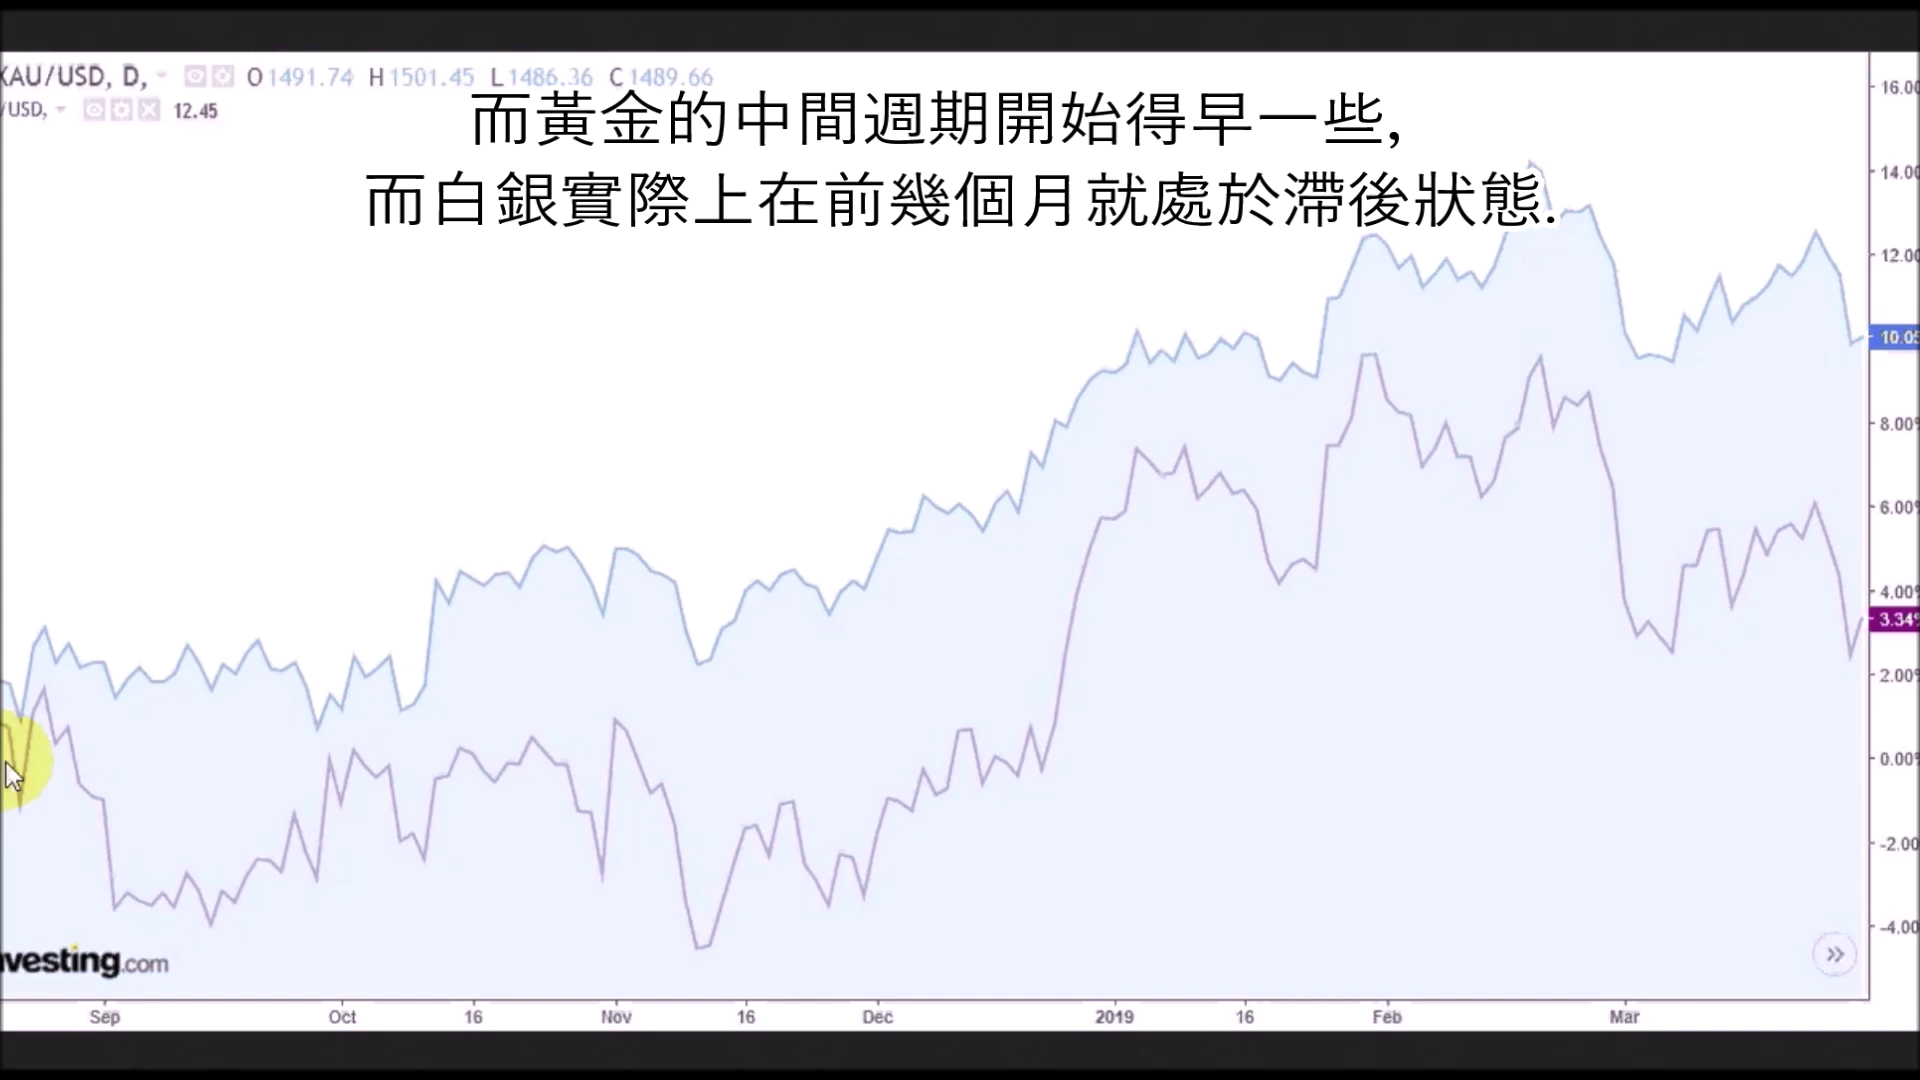 XAU/USD, D, O1491.74 H1501.45 L1486.36 C1489.66
/USD, 12.45
而黃金的中間週期開始得早一些,
而白銀實際上在前幾個月就處於滯後狀態.
16.00
14.00
12.00
10.05
8.00%
6.00%
4.00%
3.34%
2.00%
0.00%
-2.00
-4.00
nvesting.com
Sep Oct 16 Nov 16 Dec 2019 16 Feb Mar